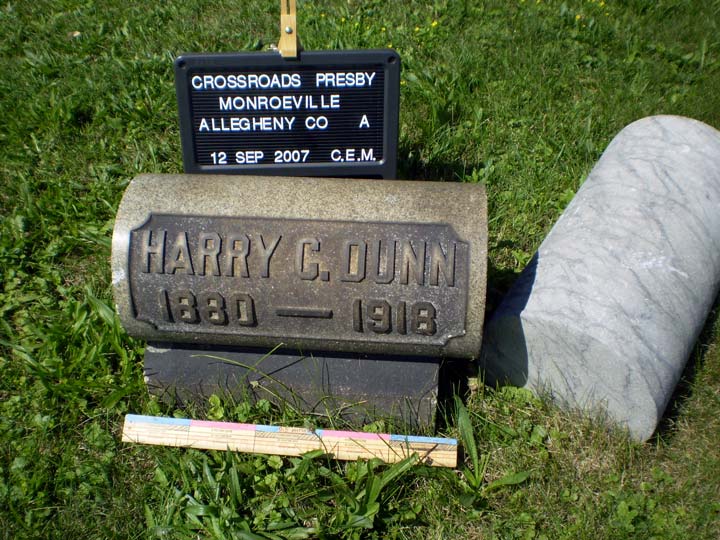 CROSSROADS PRESBY
MONROEVILLE
ALLEGHENY CO A
12 SEP 2007 C.E.M.
HARRY C. DUNN
1880 — 1918